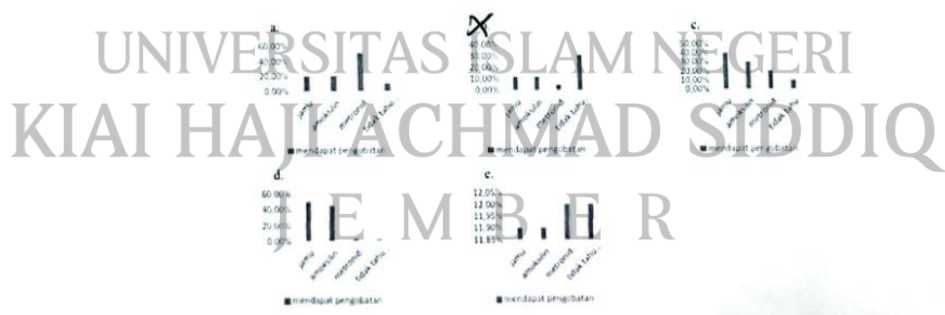 a.
60,00%
40,00%
20,00%
0,00%
jamu
amoksilin
metronid
tidak tahu...
mendapat pengobatan
40,00%
30,00%
20,00%
10,00%
0,00%
jamu
amoksilin
metronid
tidak tahu...
mendapat pengobatan
c.
50,00%
40,00%
30,00%
20,00%
10,00%
0,00%
jamu
amoksilin
metronid
tidak tahu...
mendapat pengobatan
d.
60,00%
40,00%
20,00%
0,00%
jamu
amoksilin
metronid
tidak tahu...
mendapat pengobatan
e.
12,05%
12,00%
11,95%
11,90%
11,85%
jamu
amoksilin
metronid
tidak tahu...
mendapat pengobatan
UNIVERSITAS ISLAM NEGERI
KIAI HAJI ACHMAD SIDDIQ
JEMBER